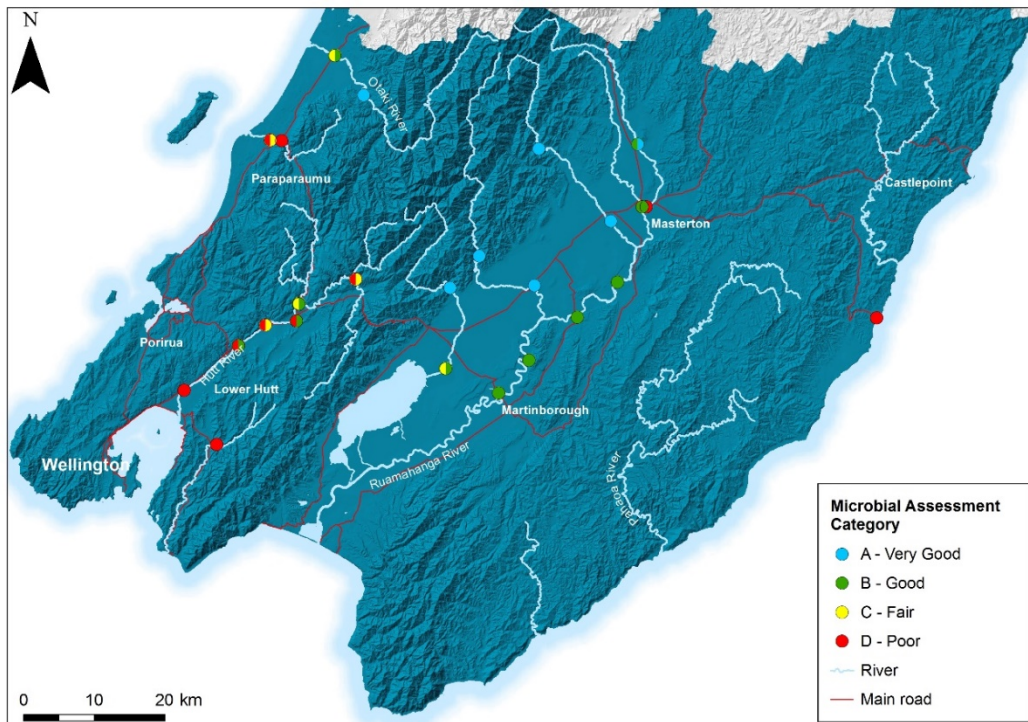 N
Otaki River
Paraparaumu
Castlepoint
Masterton
Porirua
Hutt River
Lower Hutt
Martinborough
Wellington
Ruamahanga River
Pahaoa River
Microbial Assessment
Category
A - Very Good
B - Good
C - Fair
D - Poor
River
Main road
0 10 20 km